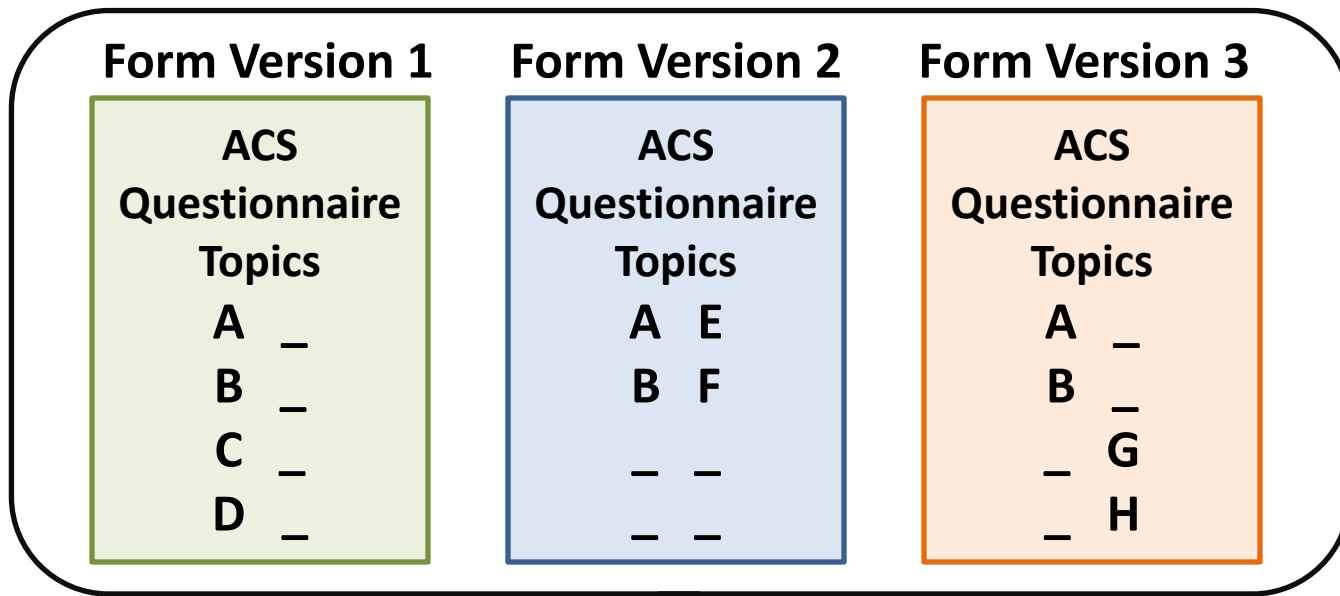 Form Version 1
ACS
Questionnaire
Topics
A _
B _
C _
D _
Form Version 2
ACS
Questionnaire
Topics
A E
B F
_ _
_ _
Form Version 3
ACS
Questionnaire
Topics
A _
B _
_ G
_ H